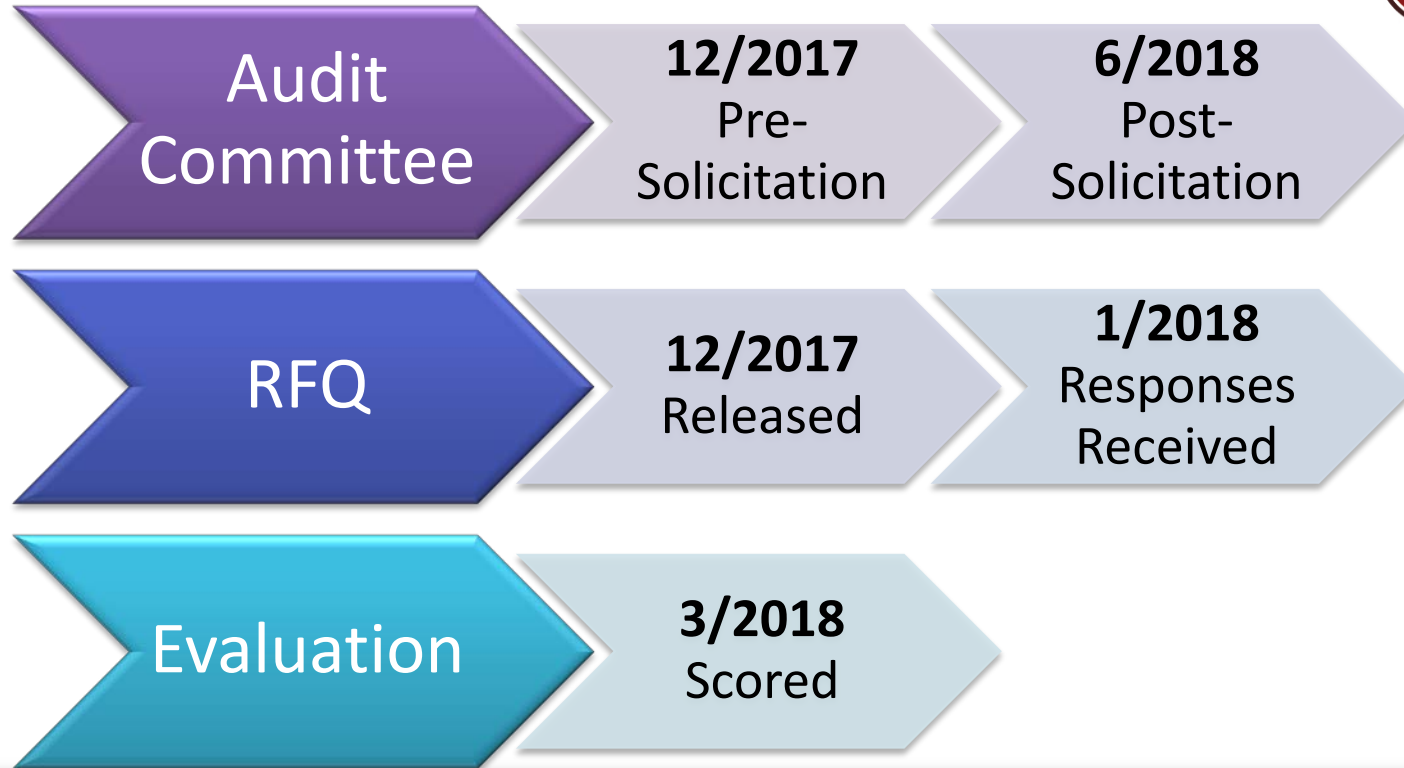 Audit
Committee
12/2017
Pre-
Solicitation
6/2018
Post-
Solicitation
RFQ
12/2017
Released
1/2018
Responses
Received
Evaluation
3/2018
Scored